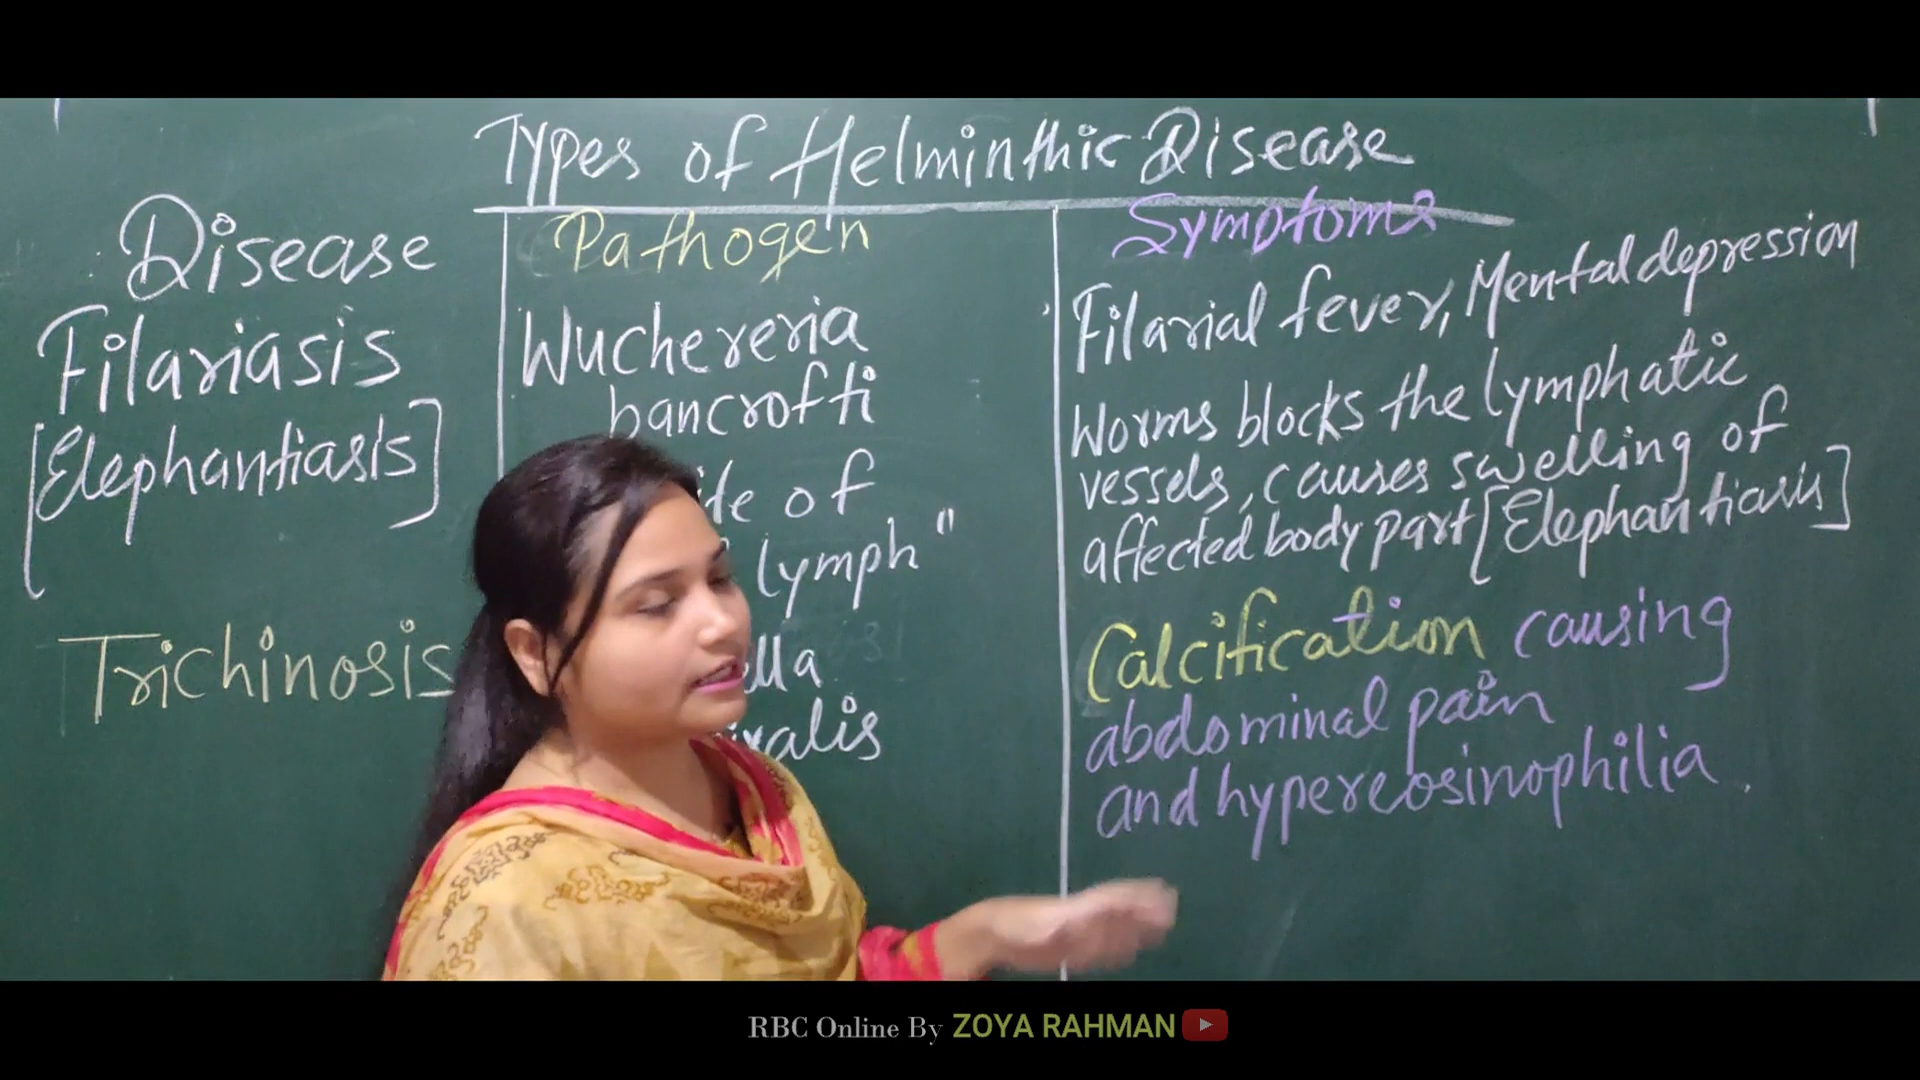 Types of Helminthic Disease
Disease
Filariasis
[Elephantiasis]
Trichinosis
Pathogen
Wuchereria
bancrofti
of
lymph"
Symptoms
Filarial fever, Mental depression
Worms blocks the lymphatic
vessels, causes swelling of
affected body part [Elephantiasis]
Calcification causing
abdominal pain
and hypereosinophilia.
RBC Online By ZOYA RAHMAN